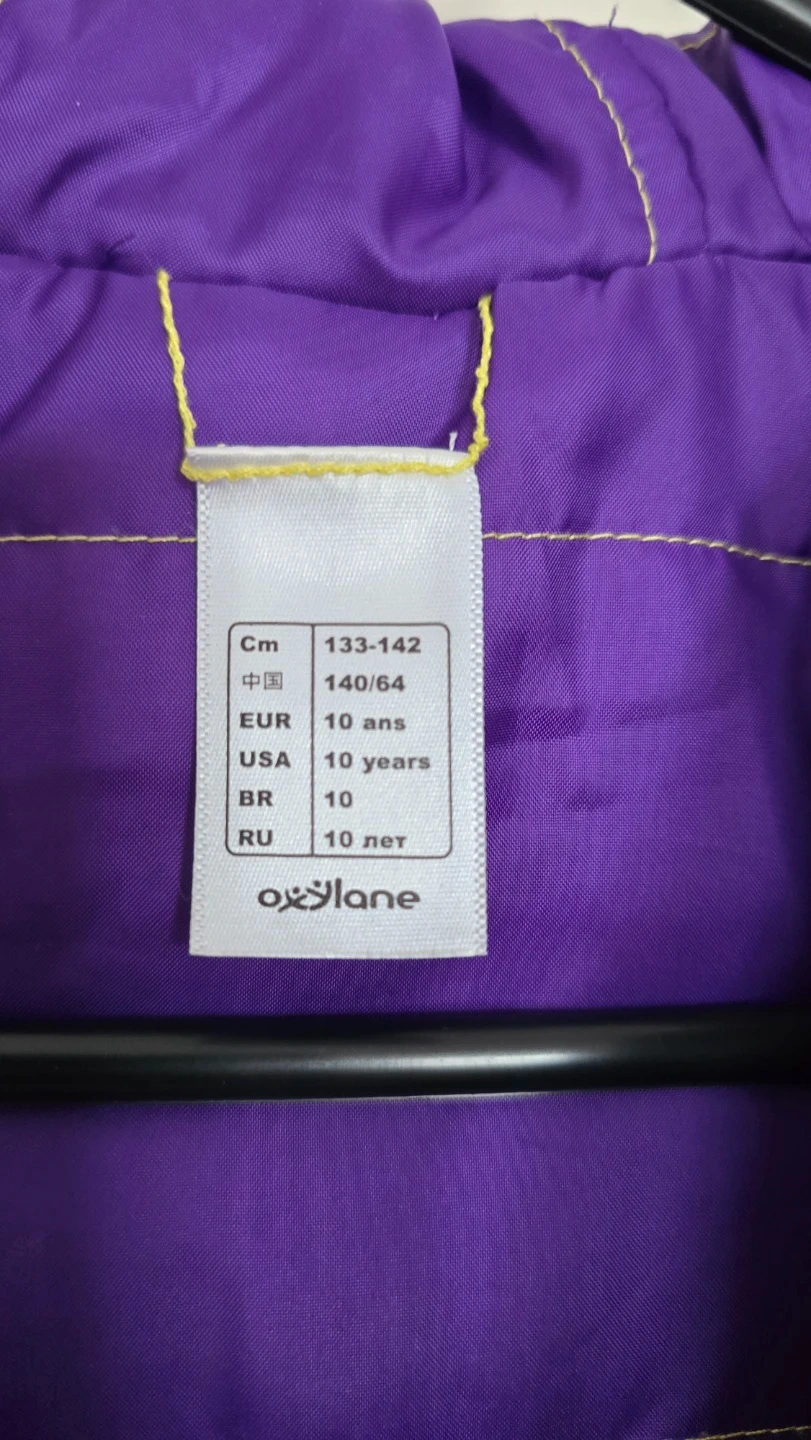 Cm 133-142
中国 140/64
EUR 10 ans
USA 10 years
BR 10
RU 10 лет
oxylane